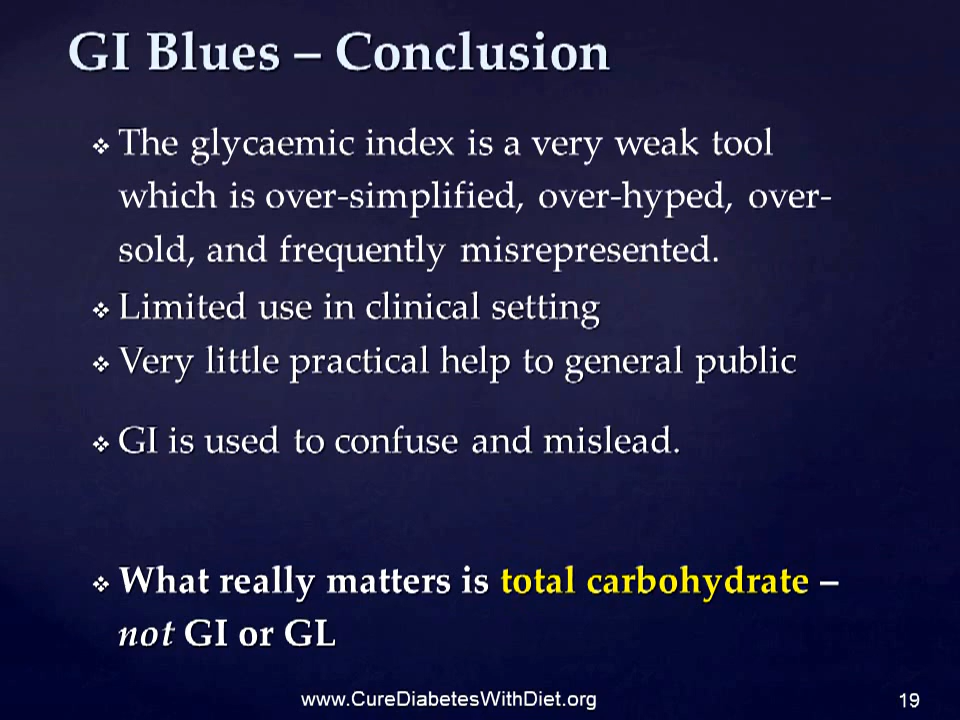 GI Blues – Conclusion
❖ The glycaemic index is a very weak tool
which is over-simplified, over-hyped, over-
sold, and frequently misrepresented.
❖ Limited use in clinical setting
❖ Very little practical help to general public
❖ GI is used to confuse and mislead.
❖ What really matters is total carbohydrate –
not GI or GL
www.CureDiabetesWithDiet.org
19